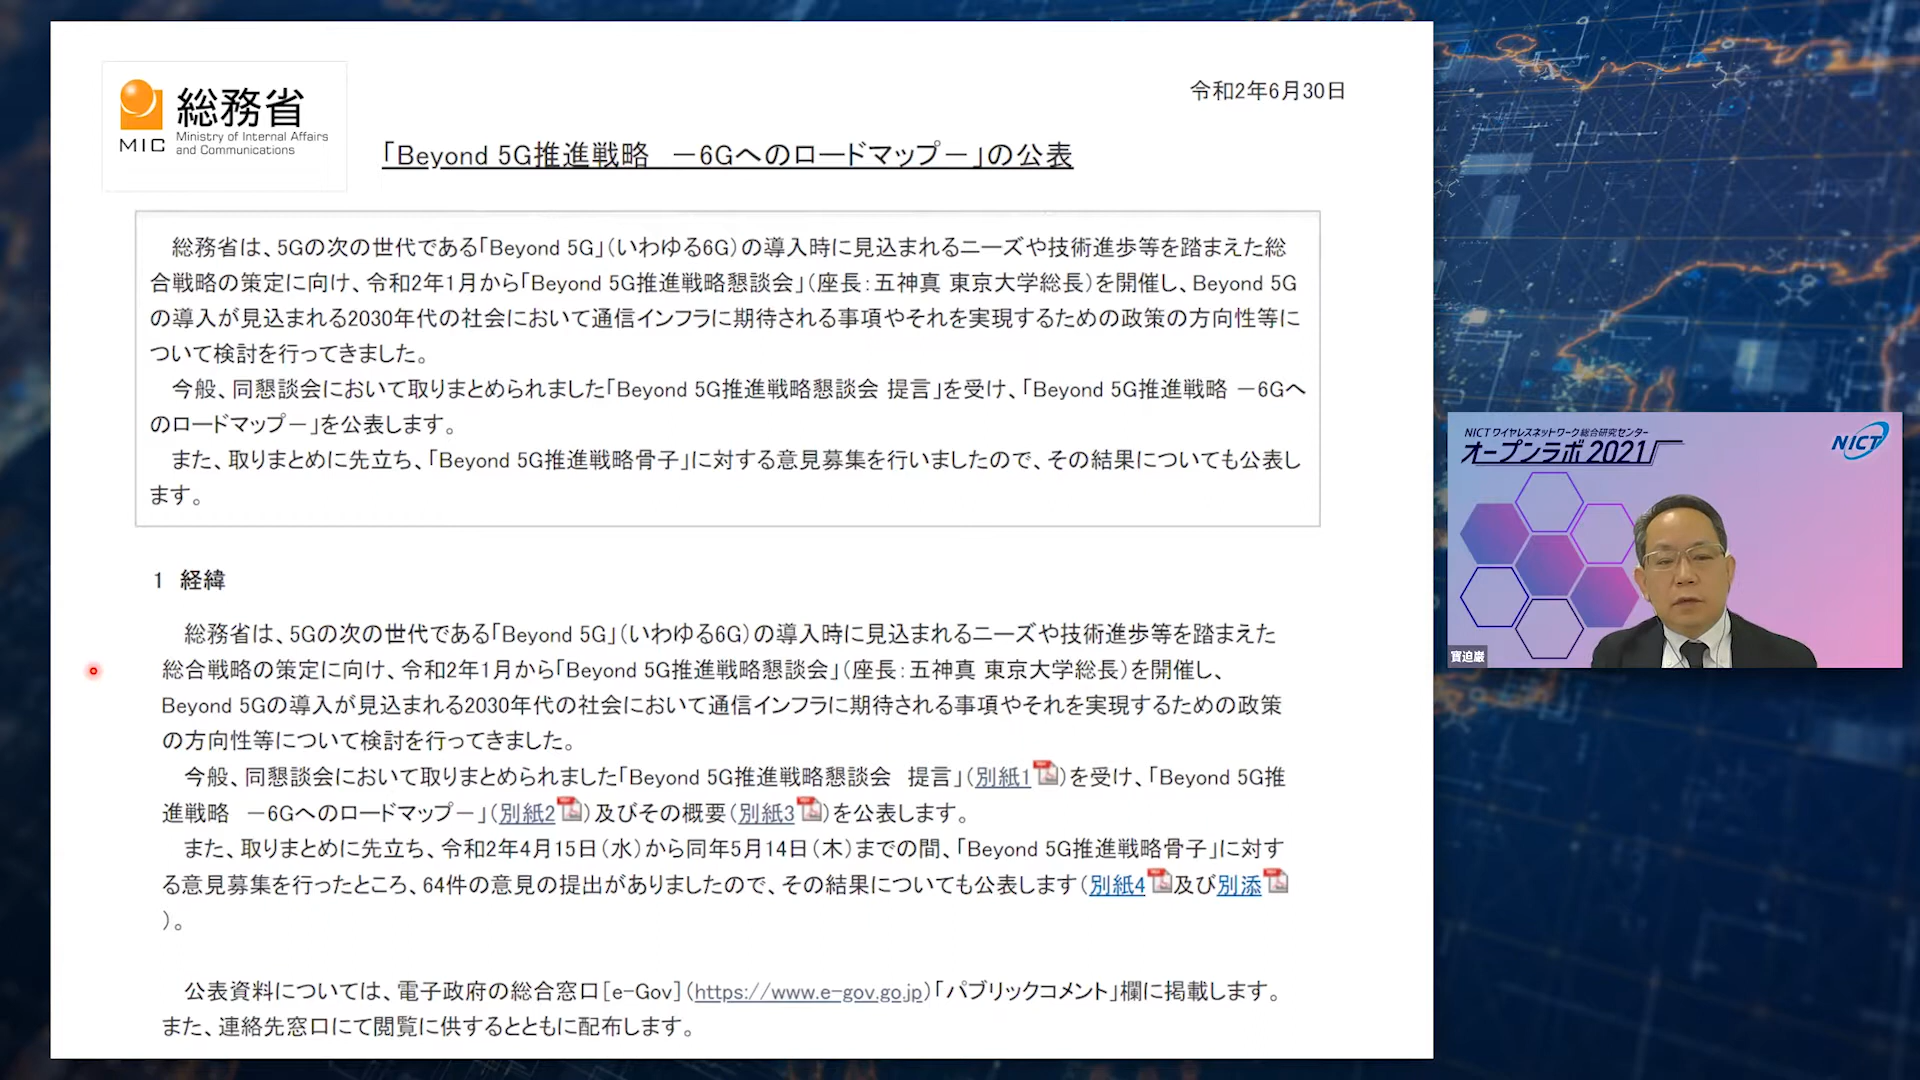 総務省
MIC
Ministry of Internal Affairs
and Communications
令和2年6月30日
「Beyond 5G推進戦略　－6Gへのロードマップ－」の公表
総務省は、5Gの次の世代である「Beyond 5G」（いわゆる6G）の導入時に見込まれるニーズや技術進歩等を踏まえた総
合戦略の策定に向け、令和2年1月から「Beyond 5G推進戦略懇談会」（座長：五神真 東京大学総長）を開催し、Beyond 5G
の導入が見込まれる2030年代の社会において通信インフラに期待される事項やそれを実現するための政策の方向性等に
ついて検討を行ってきました。
今般、同懇談会において取りまとめられました「Beyond 5G推進戦略懇談会 提言」を受け、「Beyond 5G推進戦略 －6Gへ
のロードマップ－」を公表します。
また、取りまとめに先立ち、「Beyond 5G推進戦略骨子」に対する意見募集を行いましたので、その結果についても公表し
ます。
1　経緯
総務省は、5Gの次の世代である「Beyond 5G」（いわゆる6G）の導入時に見込まれるニーズや技術進歩等を踏まえた
総合戦略の策定に向け、令和2年1月から「Beyond 5G推進戦略懇談会」（座長：五神真 東京大学総長）を開催し、
Beyond 5Gの導入が見込まれる2030年代の社会において通信インフラに期待される事項やそれを実現するための政策
の方向性等について検討を行ってきました。
今般、同懇談会において取りまとめられました「Beyond 5G推進戦略懇談会　提言」（別紙1）を受け、「Beyond 5G推
進戦略　－6Gへのロードマップ－」（別紙2）及びその概要（別紙3）を公表します。
また、取りまとめに先立ち、令和2年4月15日（水）から同年5月14日（木）までの間、「Beyond 5G推進戦略骨子」に対す
る意見募集を行ったところ、64件の意見の提出がありましたので、その結果についても公表します（別紙4及び別添
）。
公表資料については、電子政府の総合窓口[e-Gov]（https://www.e-gov.go.jp）「パブリックコメント」欄に掲載します。
また、連絡先窓口にて閲覧に供するとともに配布します。
NICT ワイヤレスネットワーク総合研究センター
オープンラボ 2021
NICT
寶迫巌